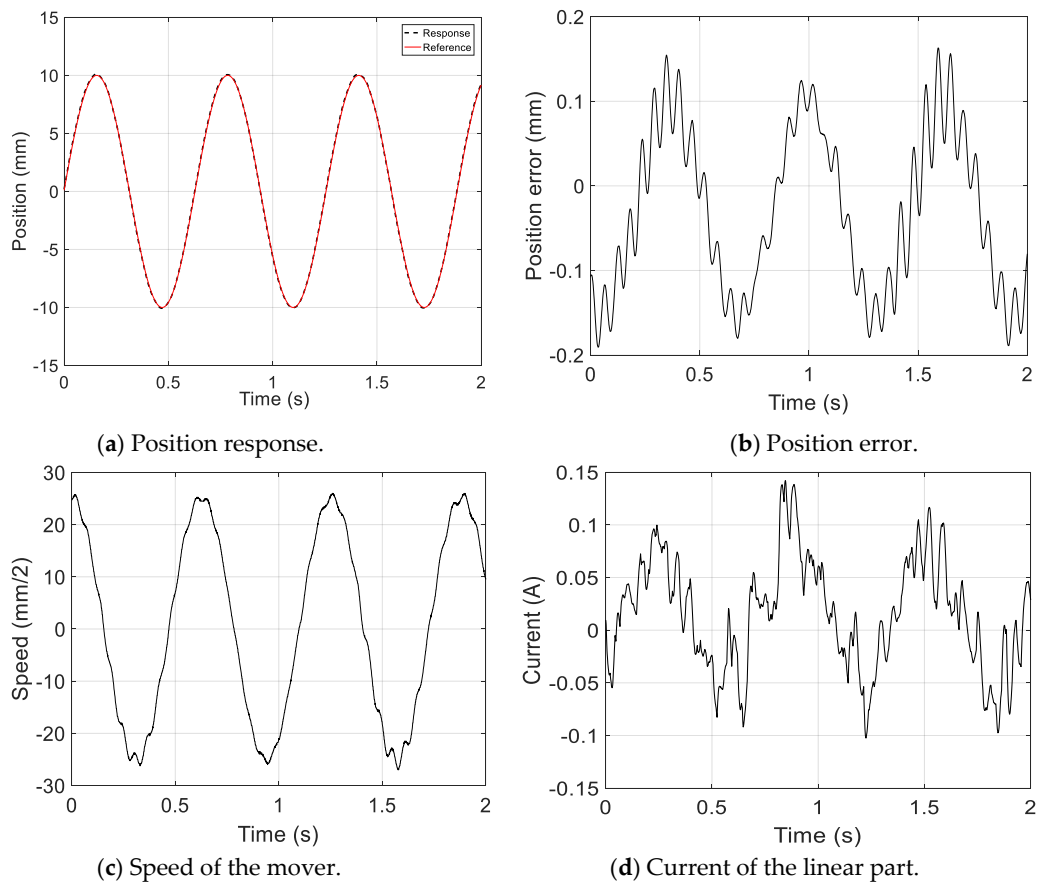 15
10
5
0
-5
-10
-15
Position (mm)
0 0.5 1 1.5 2
Time (s)
Response
Reference
(a) Position response.
0.2
0.1
0
-0.1
-0.2
Position error (mm)
0 0.5 1 1.5 2
Time (s)
(b) Position error.
30
20
10
0
-10
-20
-30
Speed (mm/2)
0 0.5 1 1.5 2
Time (s)
(c) Speed of the mover.
0.15
0.1
0.05
0
-0.05
-0.1
-0.15
Current (A)
0 0.5 1 1.5 2
Time (s)
(d) Current of the linear part.